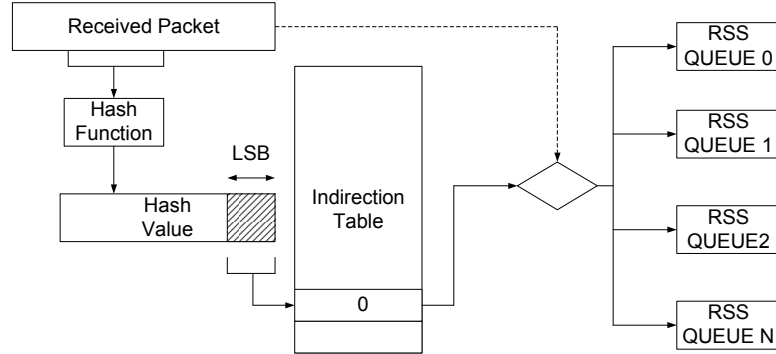 Received Packet
Hash
Function
LSB
Hash
Value
Indirection
Table
0
RSS
QUEUE 0
RSS
QUEUE 1
RSS
QUEUE2
RSS
QUEUE N